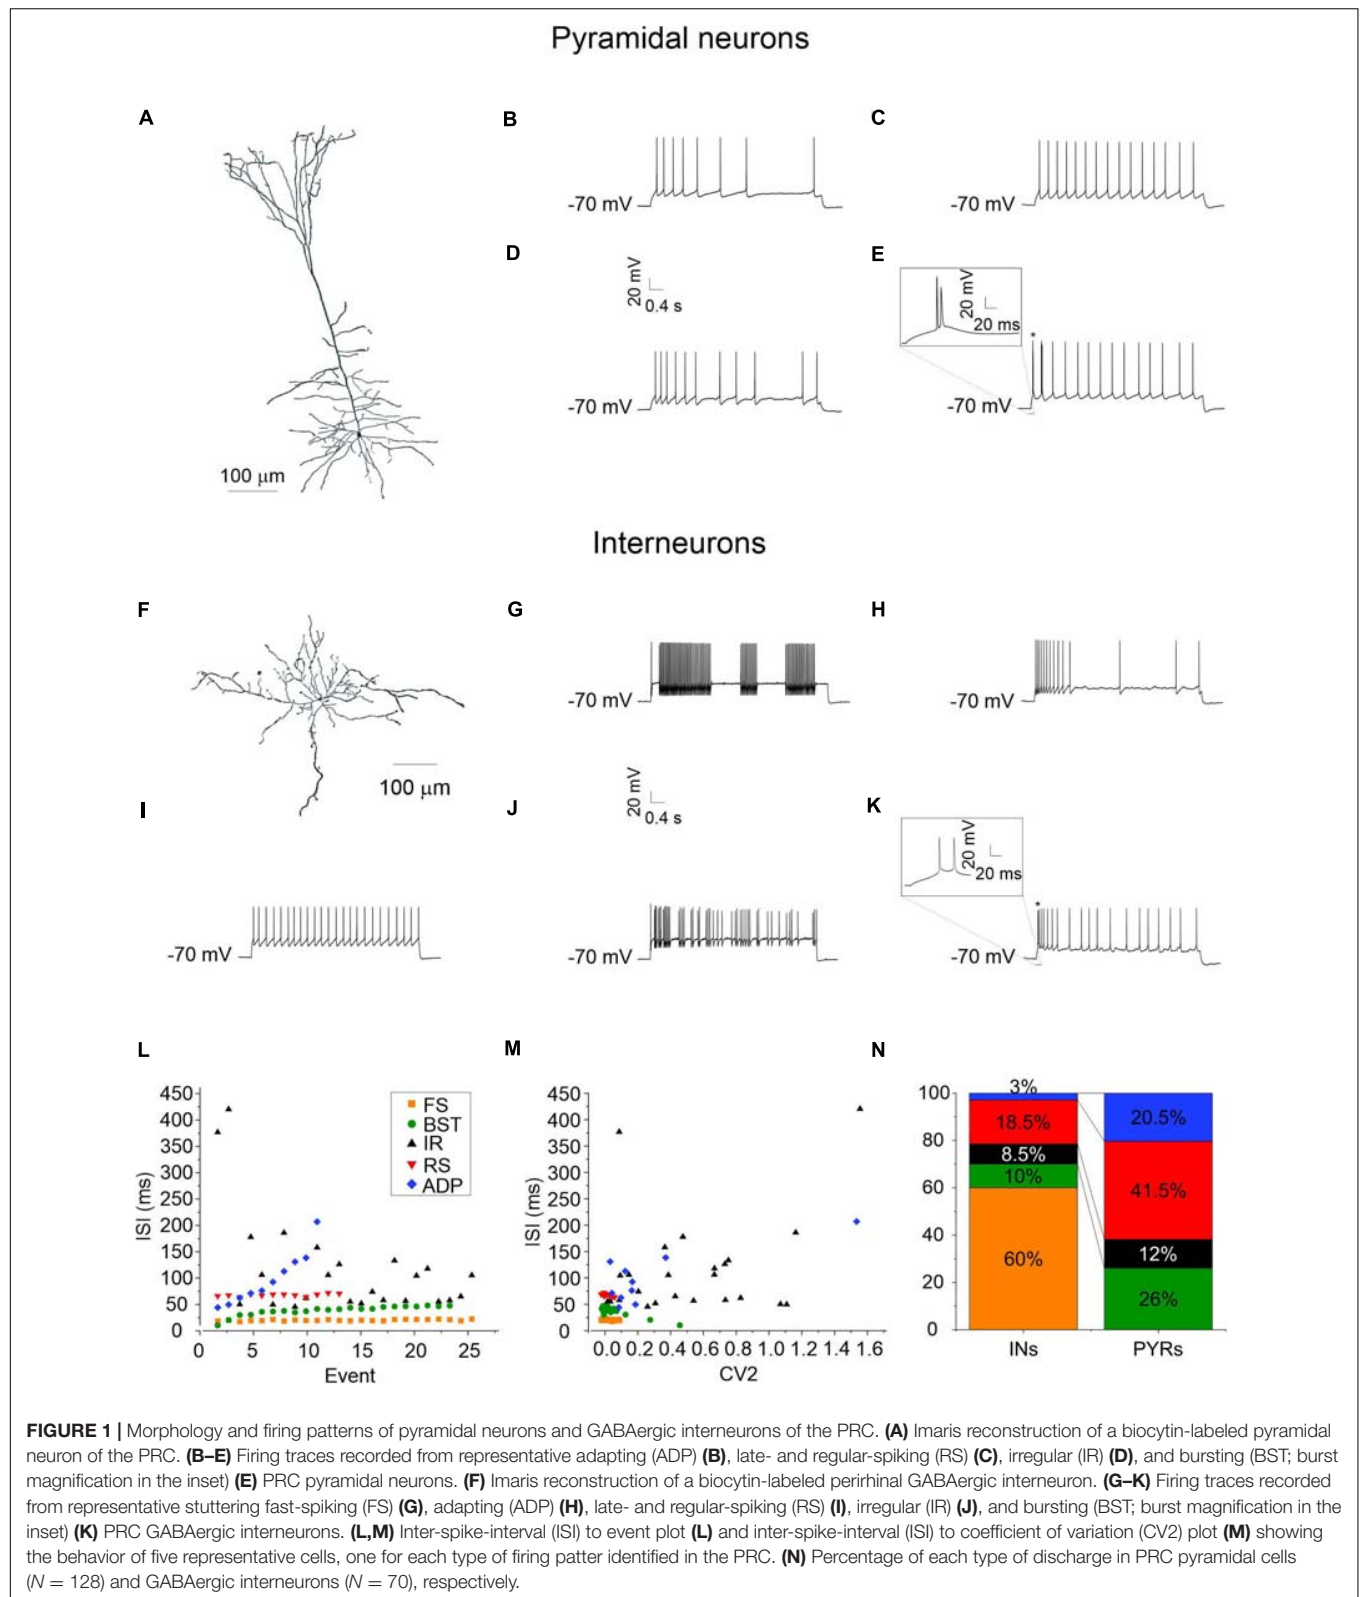 Pyramidal neurons
A
B
C
-70 mV
-70 mV
D
E
20 mV
0.4 s
20 mV
20 ms
*
-70 mV
-70 mV
100 µm
Interneurons
F
G
H
*
-70 mV
-70 mV
100 µm
I
J
K
20 mV
0.4 s
20 mV
20 ms
*
-70 mV
-70 mV
-70 mV
L
M
N
450
400
350
300
250
200
150
100
50
0
ISI (ms)
0 5 10 15 20 25
Event
FS
BST
IR
RS
ADP
450
400
350
300
250
200
150
100
50
0
ISI (ms)
0.0 0.2 0.4 0.6 0.8 1.0 1.2 1.4 1.6
CV2
100
80
60
40
20
0
3%
18.5%
8.5%
10%
60%
20.5%
41.5%
12%
26%
INs PYRs
FIGURE 1 | Morphology and firing patterns of pyramidal neurons and GABAergic interneurons of the PRC. (A) Imaris reconstruction of a biocytin-labeled pyramidal
neuron of the PRC. (B–E) Firing traces recorded from representative adapting (ADP) (B), late- and regular-spiking (RS) (C), irregular (IR) (D), and bursting (BST; burst
magnification in the inset) (E) PRC pyramidal neurons. (F) Imaris reconstruction of a biocytin-labeled perirhinal GABAergic interneuron. (G–K) Firing traces recorded
from representative stuttering fast-spiking (FS) (G), adapting (ADP) (H), late- and regular-spiking (RS) (I), irregular (IR) (J), and bursting (BST; burst magnification in the
inset) (K) PRC GABAergic interneurons. (L,M) Inter-spike-interval (ISI) to event plot (L) and inter-spike-interval (ISI) to coefficient of variation (CV2) plot (M) showing
the behavior of five representative cells, one for each type of firing patter identified in the PRC. (N) Percentage of each type of discharge in PRC pyramidal cells
(N = 128) and GABAergic interneurons (N = 70), respectively.